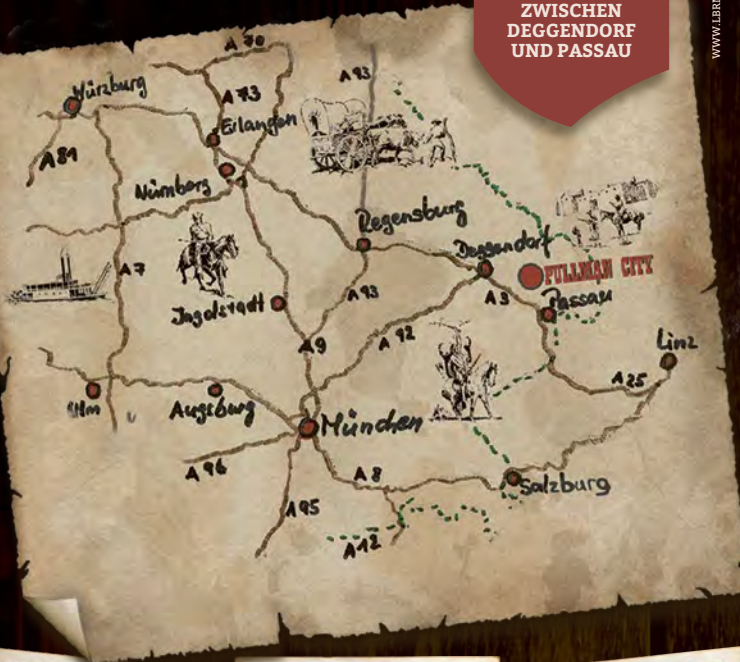 ZWISCHEN
DEGGENDORF
UND PASSAU
A 70
Würzburg
A 73
A 93
Erlangen
A 81
Nürnberg
Regensburg
Deggendorf
PULLMAN CITY
A 7
Ingolstadt
A 93
A 3
Passau
A 9
A 92
Linz
A 25
Ulm
Augsburg
München
A 96
A 8
Salzburg
A 95
A 12